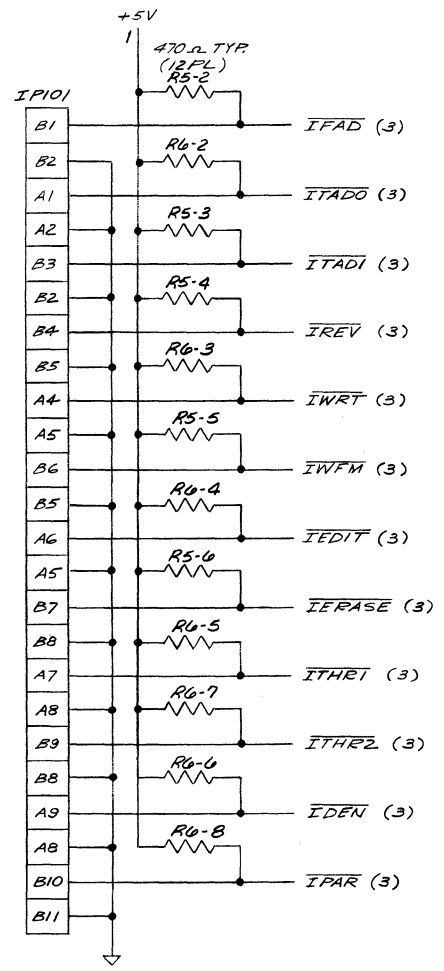 +5V
1
470Ω TYP.
(12PL)
R5-2
IP101
B1 IFAD (3)
B2 R6-2
A1 ITAD0 (3)
A2 R5-3
B3 ITAD1 (3)
B2 R5-4
B4 IREV (3)
B5 R6-3
A4 IWRT (3)
A5 R5-5
B6 IWFM (3)
B5 R6-4
A6 IEDIT (3)
A5 R5-6
B7 IERASE (3)
B8 R6-5
A7 ITHR1 (3)
A8 R6-7
B9 ITHR2 (3)
B8 R6-6
A9 IDEN (3)
A8 R6-8
B10 IPAR (3)
B11